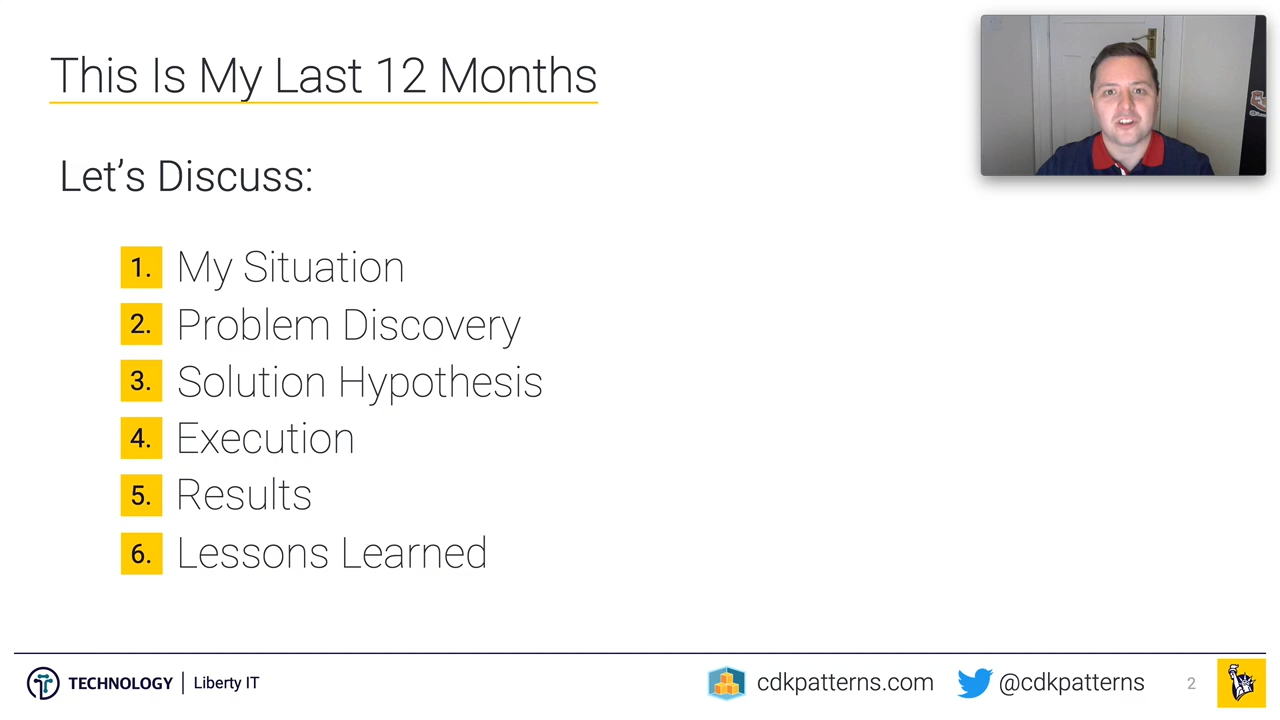 This Is My Last 12 Months
Let’s Discuss:
1. My Situation
2. Problem Discovery
3. Solution Hypothesis
4. Execution
5. Results
6. Lessons Learned
TECHNOLOGY | Liberty IT
cdkpatterns.com
@cdkpatterns
2